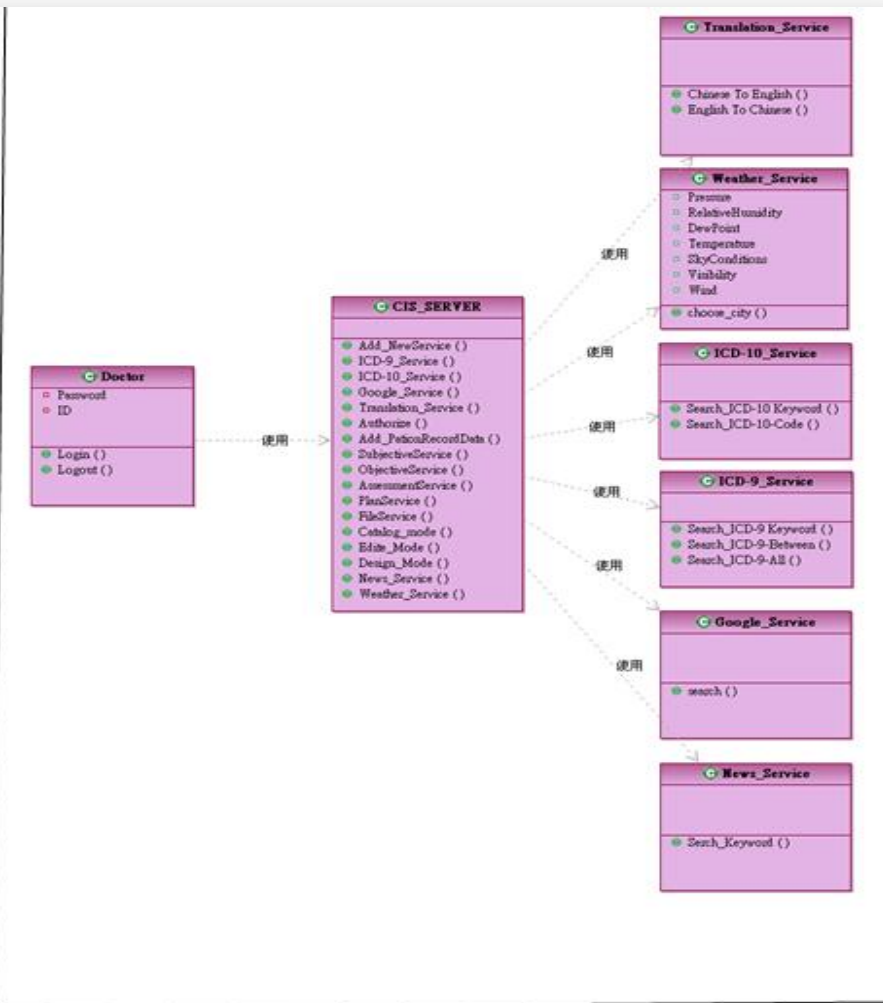 Translation_Service
Chinese To English ( )
English To Chinese ( )
Weather_Service
Pressure
RelativeHumidity
DewPoint
Temperature
SkyConditions
Visibility
Wind
choose_city ( )
使用
使用
CIS_SERVER
Add_NewService ( )
ICD-9_Service ( )
ICD-10_Service ( )
Google_Service ( )
Translation_Service ( )
Authorize ( )
Add_PationRecordData ( )
SubjectiveService ( )
ObjectiveService ( )
AssessmentService ( )
PlanService ( )
FileService ( )
Catalog_mode ( )
Edite_Mode ( )
Design_Mode ( )
News_Service ( )
Weather_Service ( )
Doctor
Password
ID
Login ( )
Logout ( )
使用
ICD-10_Service
Search_ICD-10 Keyword ( )
Search_ICD-10-Code ( )
使用
ICD-9_Service
Search_ICD-9 Keyword ( )
Search_ICD-9-Between ( )
Search_ICD-9-All ( )
使用
使用
Google_Service
search ( )
使用
News_Service
Serch_Keyword ( )